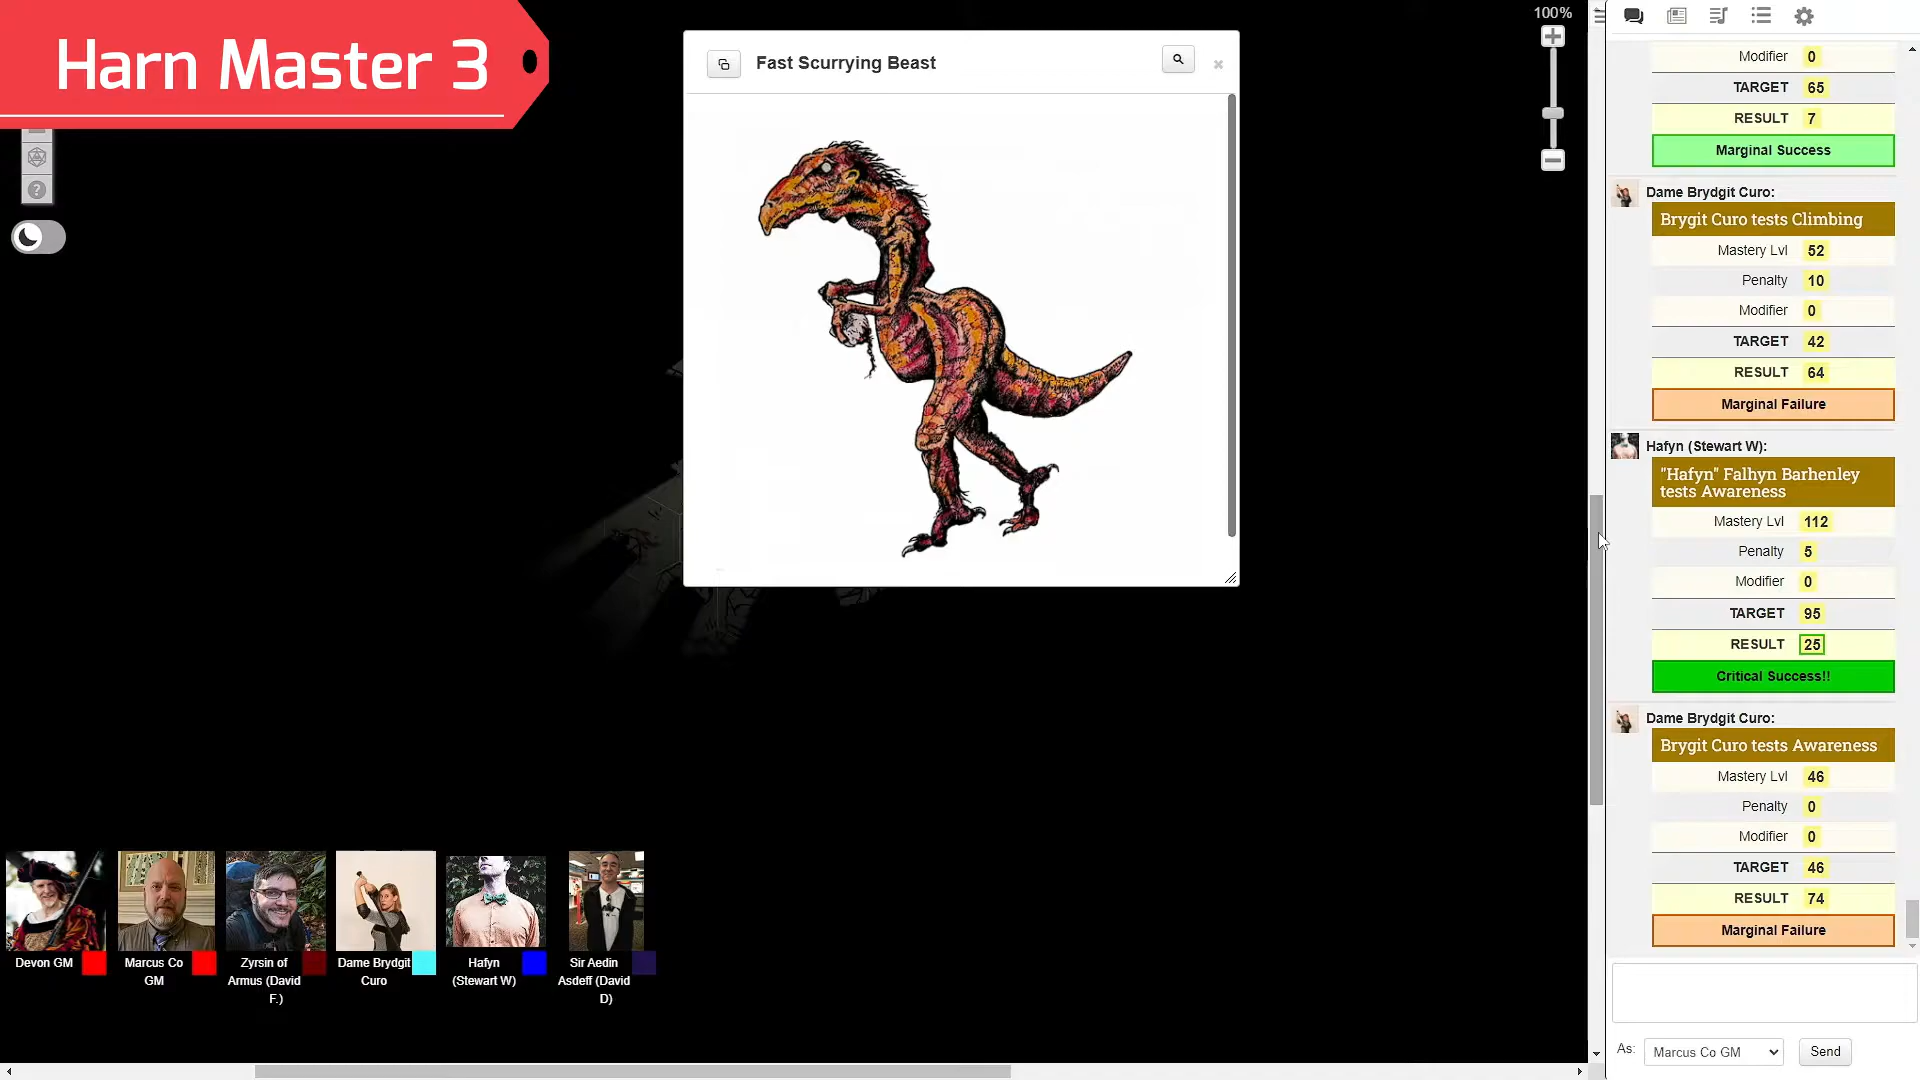 Harn Master 3
100%
Fast Scurrying Beast
Modifier 0
TARGET 65
RESULT 7
Marginal Success
Dame Brydgit Curo:
Brygit Curo tests Climbing
Mastery Lvl 52
Penalty 10
Modifier 0
TARGET 42
RESULT 64
Marginal Failure
Hafyn (Stewart W):
"Hafyn" Falhyn Barhenley
tests Awareness
Mastery Lvl 112
Penalty 5
Modifier 0
TARGET 95
RESULT 25
Critical Success!!
Dame Brydgit Curo:
Brygit Curo tests Awareness
Mastery Lvl 46
Penalty 0
Modifier 0
TARGET 46
RESULT 74
Marginal Failure
Devon GM
Marcus Co
GM
Zyrsin of
Armus (David
F.)
Dame Brydgit
Curo
Hafyn
(Stewart W)
Sir Aedin
Asdeff (David
D)
As: Marcus Co GM Send